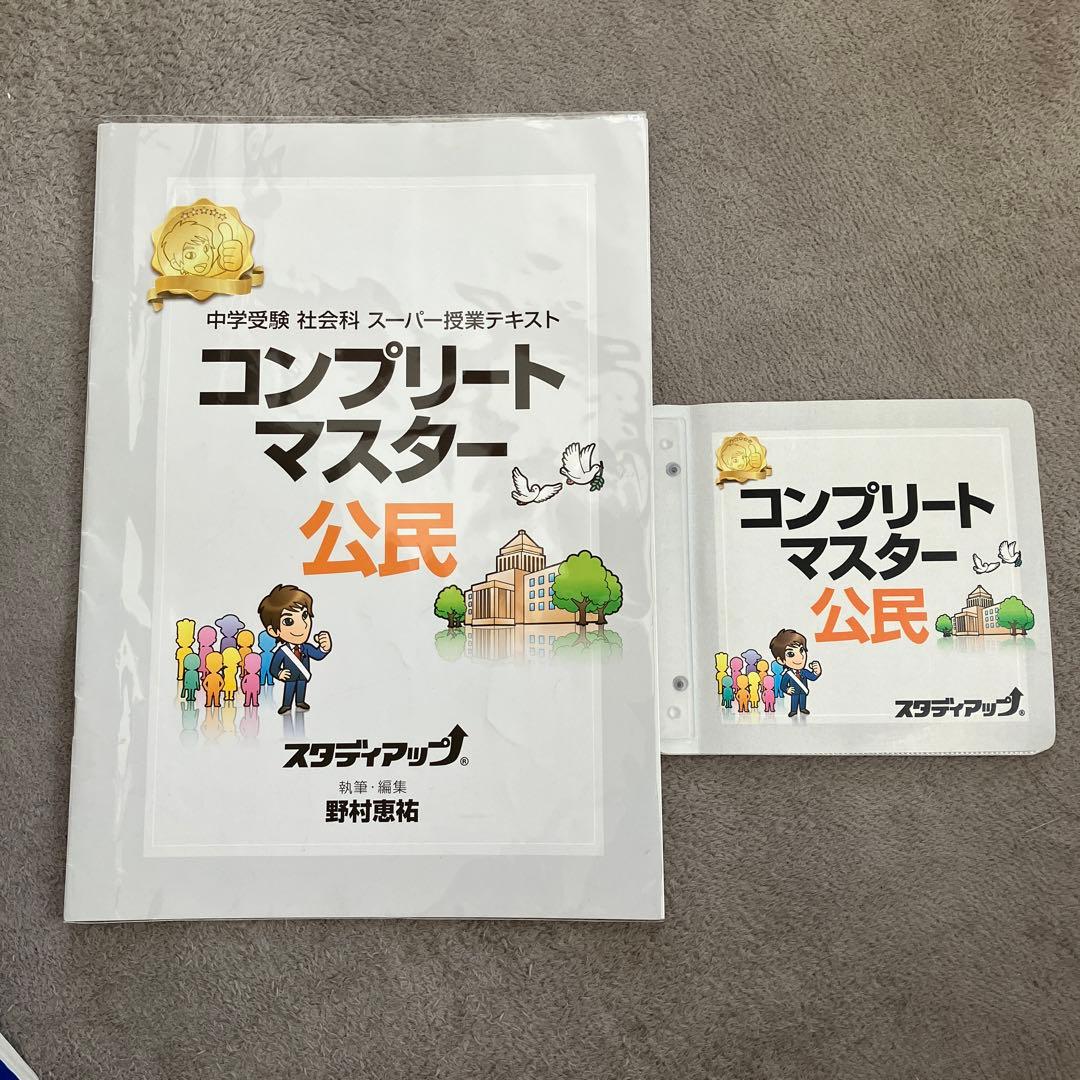 中学受験 社会科 スーパー授業テキスト
コンプリート
マスター
公民
スタディアップ®
執筆・編集
野村恵祐
コンプリート
マスター
公民
スタディアップ®